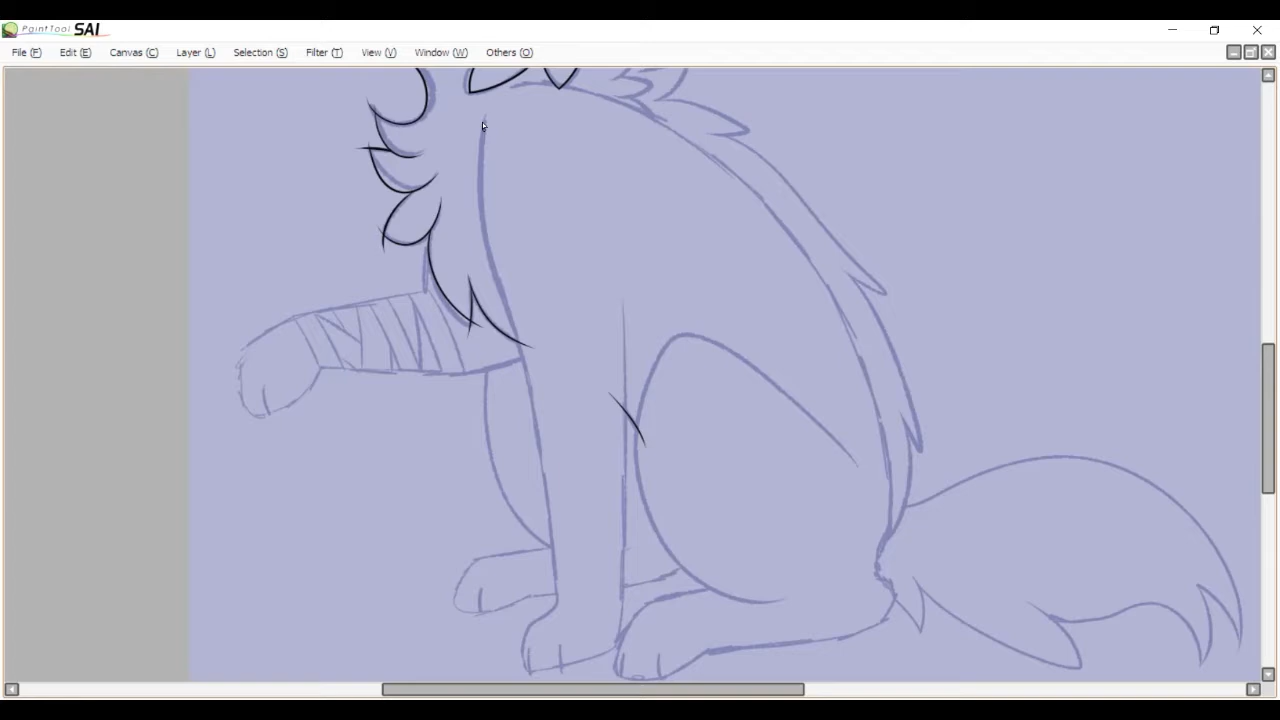 PaintTool SAI
File (F) Edit (E) Canvas (C) Layer (L) Selection (S) Filter (T) View (V) Window (W) Others (O)